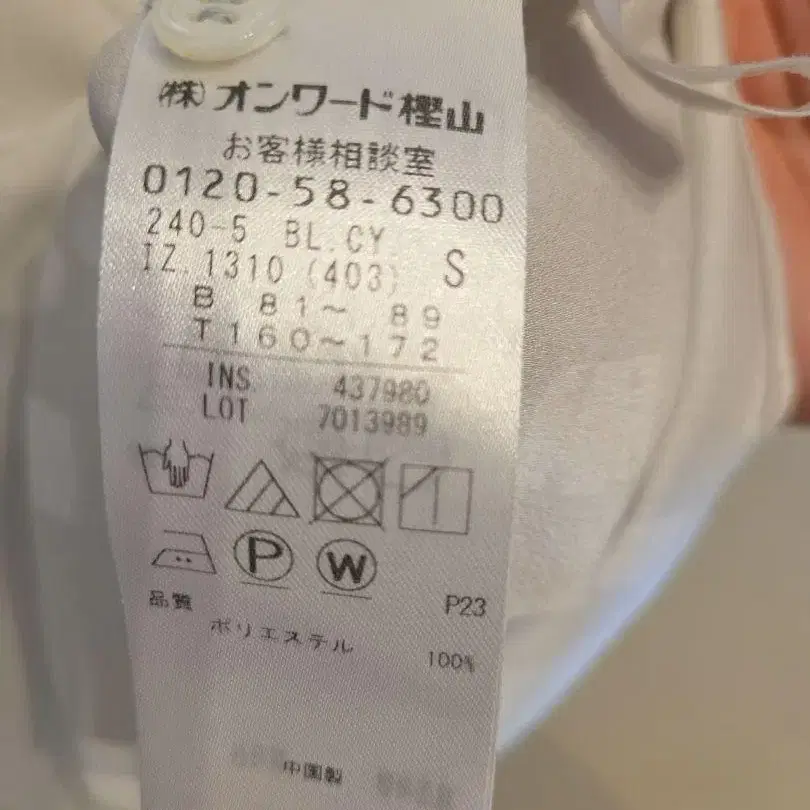 (株)オンワード樫山
お客様相談室
0120-58-6300
240-5 BL.CY. S
IZ 1310 (403)
B 81～ 89
T160～172
INS. 437980
LOT 7013989
P W
品質 P23
ポリエステル 100%
中国製